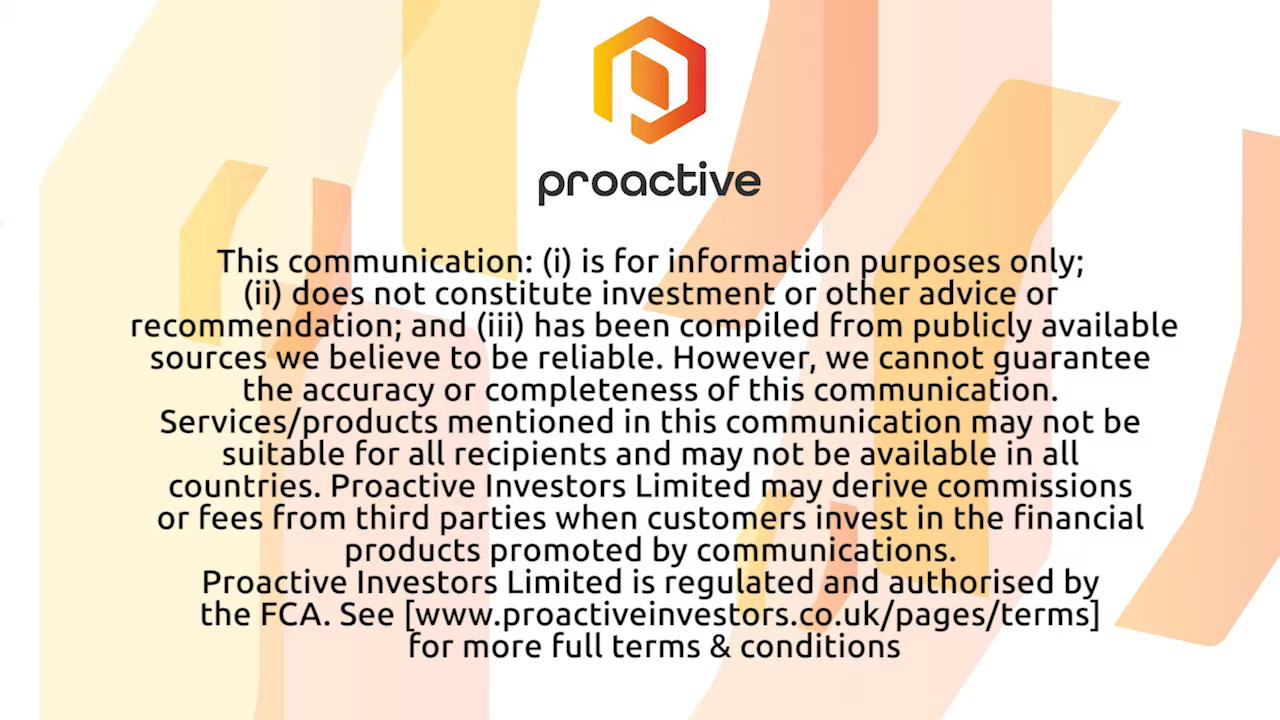 proactive
This communication: (i) is for information purposes only;
(ii) does not constitute investment or other advice or
recommendation; and (iii) has been compiled from publicly available
sources we believe to be reliable. However, we cannot guarantee
the accuracy or completeness of this communication.
Services/products mentioned in this communication may not be
suitable for all recipients and may not be available in all
countries. Proactive Investors Limited may derive commissions
or fees from third parties when customers invest in the financial
products promoted by communications.
Proactive Investors Limited is regulated and authorised by
the FCA. See [www.proactiveinvestors.co.uk/pages/terms]
for more full terms & conditions